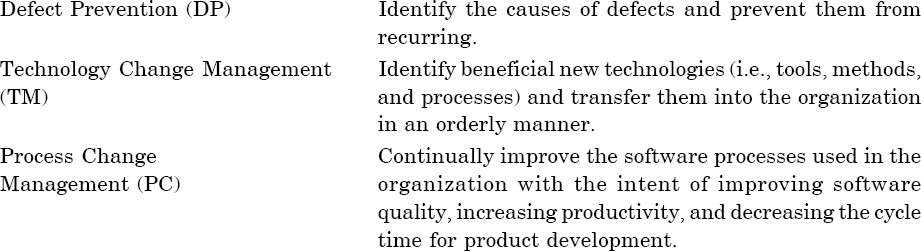 Defect Prevention (DP) Identify the causes of defects and prevent them from
recurring.
Technology Change Management Identify beneficial new technologies (i.e., tools, methods,
(TM) and processes) and transfer them into the organization
in an orderly manner.
Process Change Continually improve the software processes used in the
Management (PC) organization with the intent of improving software
quality, increasing productivity, and decreasing the cycle
time for product development.